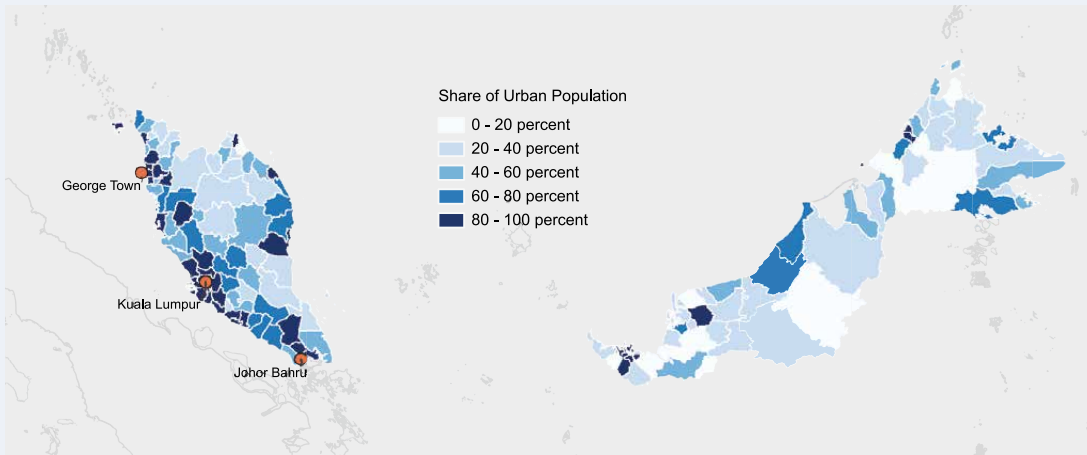 Share of Urban Population
0 - 20 percent
20 - 40 percent
40 - 60 percent
60 - 80 percent
80 - 100 percent
George Town
Kuala Lumpur
Johor Bahru